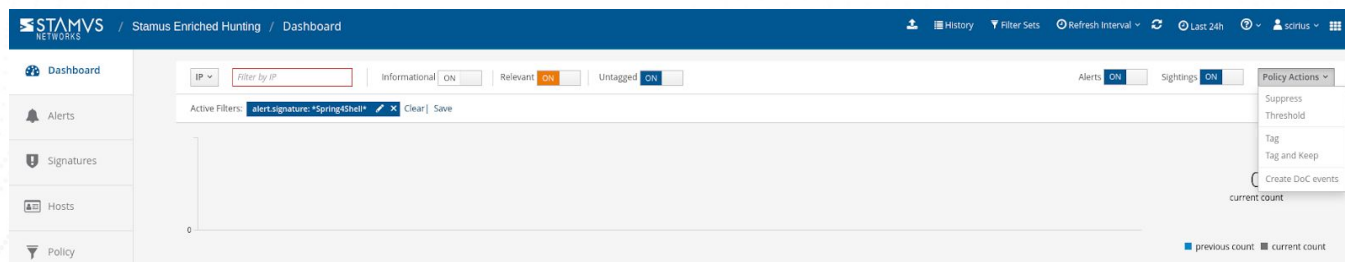 STAMVS NETWORKS / Stamus Enriched Hunting / Dashboard History Filter Sets Refresh Interval Last 24h scirius
Dashboard
Alerts
Signatures
Hosts
Policy
IP Filter by IP Informational ON Relevant ON Untagged ON Alerts ON Sightings ON Policy Actions
Active Filters: alert.signature: *Spring4Shell* Clear| Save
Suppress
Threshold
Tag
Tag and Keep
Create DoC events
current count
0
previous count current count